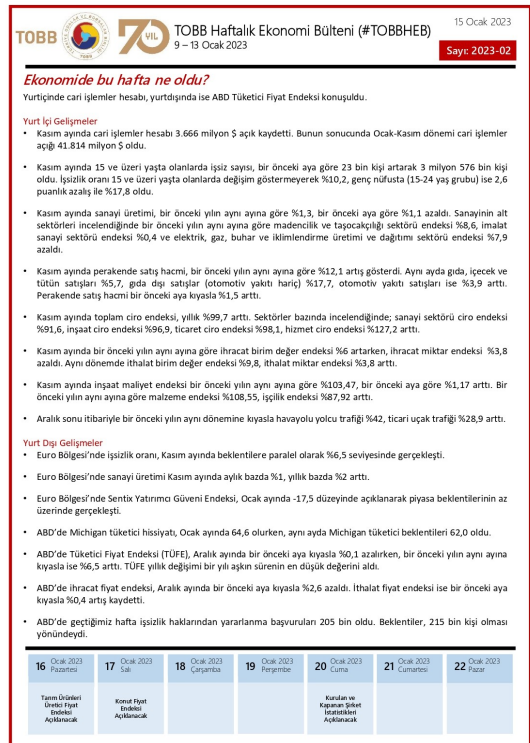 TOBB
70 YIL
TOBB Haftalık Ekonomi Bülteni (#TOBBHEB)
9 – 13 Ocak 2023
15 Ocak 2023
Sayı: 2023-02
Ekonomide bu hafta ne oldu?
Yurtiçinde cari işlemler hesabı, yurtdışında ise ABD Tüketici Fiyat Endeksi konuşuldu.
Yurt İçi Gelişmeler
• Kasım ayında cari işlemler hesabı 3.666 milyon $ açık kaydetti. Bunun sonucunda Ocak-Kasım dönemi cari işlemler
açığı 41.814 milyon $ oldu.
• Kasım ayında 15 ve üzeri yaşta olanlarda işsiz sayısı, bir önceki aya göre 23 bin kişi artarak 3 milyon 576 bin kişi
oldu. İşsizlik oranı 15 ve üzeri yaşta olanlarda değişim göstermeyerek %10,2, genç nüfusta (15-24 yaş grubu) ise 2,6
puanlık azalış ile %17,8 oldu.
• Kasım ayında sanayi üretimi, bir önceki yılın aynı ayına göre %1,3, bir önceki aya göre %1,1 azaldı. Sanayinin alt
sektörleri incelendiğinde bir önceki yılın aynı ayına göre madencilik ve taşocakçılığı sektörü endeksi %8,6, imalat
sanayi sektörü endeksi %0,4 ve elektrik, gaz, buhar ve iklimlendirme üretimi ve dağıtımı sektörü endeksi %7,9
azaldı.
• Kasım ayında perakende satış hacmi, bir önceki yılın aynı ayına göre %12,1 artış gösterdi. Aynı ayda gıda, içecek ve
tütün satışları %5,7, gıda dışı satışlar (otomotiv yakıtı hariç) %17,7, otomotiv yakıtı satışları ise %3,9 arttı.
Perakende satış hacmi bir önceki aya kıyasla %1,5 arttı.
• Kasım ayında toplam ciro endeksi, yıllık %99,7 arttı. Sektörler bazında incelendiğinde; sanayi sektörü ciro endeksi
%91,6, inşaat ciro endeksi %96,9, ticaret ciro endeksi %98,1, hizmet ciro endeksi %127,2 arttı.
• Kasım ayında bir önceki yılın aynı ayına göre ihracat birim değer endeksi %6 artarken, ihracat miktar endeksi %3,8
azaldı. Aynı dönemde ithalat birim değer endeksi %9,8, ithalat miktar endeksi %3,8 arttı.
• Kasım ayında inşaat maliyet endeksi bir önceki yılın aynı ayına göre %103,47, bir önceki aya göre %1,17 arttı. Bir
önceki yılın aynı ayına göre malzeme endeksi %108,55, işçilik endeksi %87,92 arttı.
• Aralık sonu itibariyle bir önceki yılın aynı dönemine kıyasla havayolu yolcu trafiği %42, ticari uçak trafiği %28,9 arttı.
Yurt Dışı Gelişmeler
• Euro Bölgesi'nde işsizlik oranı, Kasım ayında beklentilere paralel olarak %6,5 seviyesinde gerçekleşti.
• Euro Bölgesi'nde sanayi üretimi Kasım ayında aylık bazda %1, yıllık bazda %2 arttı.
• Euro Bölgesi'nde Sentix Yatırımcı Güveni Endeksi, Ocak ayında -17,5 düzeyinde açıklanarak piyasa beklentilerinin az
üzerinde gerçekleşti.
• ABD'de Michigan tüketici hissiyatı, Ocak ayında 64,6 olurken, aynı ayda Michigan tüketici beklentileri 62,0 oldu.
• ABD'de Tüketici Fiyat Endeksi (TÜFE), Aralık ayında bir önceki aya kıyasla %0,1 azalırken, bir önceki yılın aynı ayına
kıyasla ise %6,5 arttı. TÜFE yıllık değişimi bir yılı aşkın sürenin en düşük değerini aldı.
• ABD'de ihracat fiyat endeksi, Aralık ayında bir önceki aya kıyasla %2,6 azaldı. İthalat fiyat endeksi ise bir önceki aya
kıyasla %0,4 artış kaydetti.
• ABD'de geçtiğimiz hafta işsizlik haklarından yararlanma başvuruları 205 bin oldu. Beklentiler, 215 bin kişi olması
yönündeydi.
16 Ocak 2023 Pazartesi
17 Ocak 2023 Salı
18 Ocak 2023 Çarşamba
19 Ocak 2023 Perşembe
20 Ocak 2023 Cuma
21 Ocak 2023 Cumartesi
22 Ocak 2023 Pazar
Tarım Ürünleri
Üretici Fiyat
Endeksi
Açıklanacak
Konut Fiyat
Endeksi
Açıklanacak
Kurulan ve
Kapanan Şirket
İstatistikleri
Açıklanacak